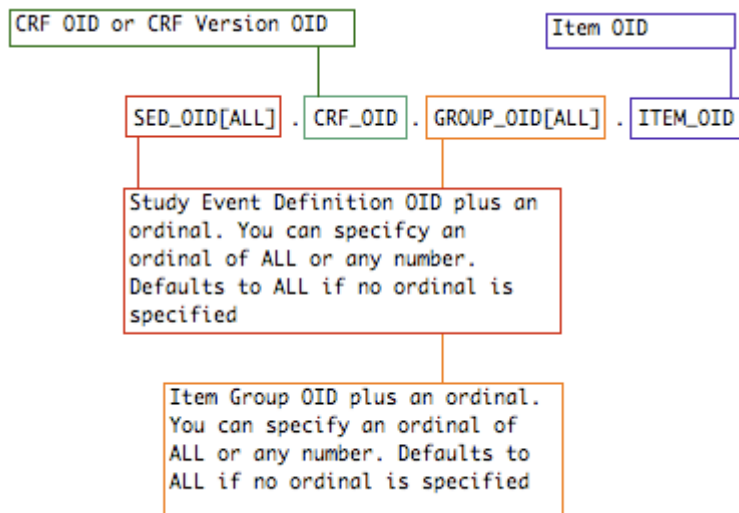 CRF OID or CRF Version OID
Item OID
SED_OID[ALL] . CRF_OID . GROUP_OID[ALL] . ITEM_OID
Study Event Definition OID plus an
ordinal. You can specifcy an
ordinal of ALL or any number.
Defaults to ALL if no ordinal is
specified
Item Group OID plus an ordinal.
You can specify an ordinal of
ALL or any number. Defaults to
ALL if no ordinal is specified